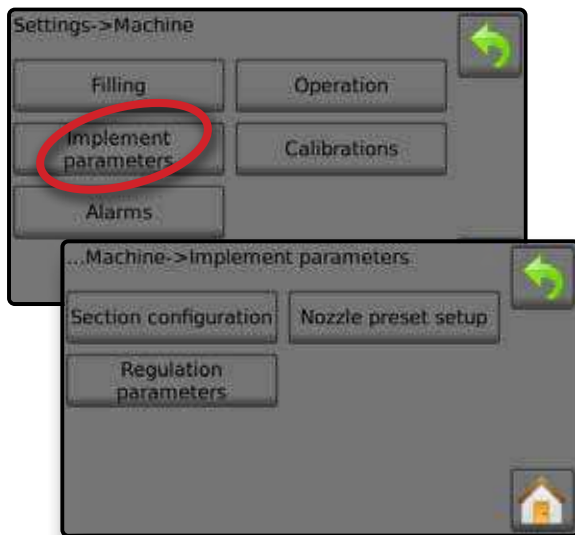 Settings->Machine
Filling
Operation
Implement
parameters
Calibrations
Alarms
...Machine->Implement parameters
Section configuration
Nozzle preset setup
Regulation
parameters